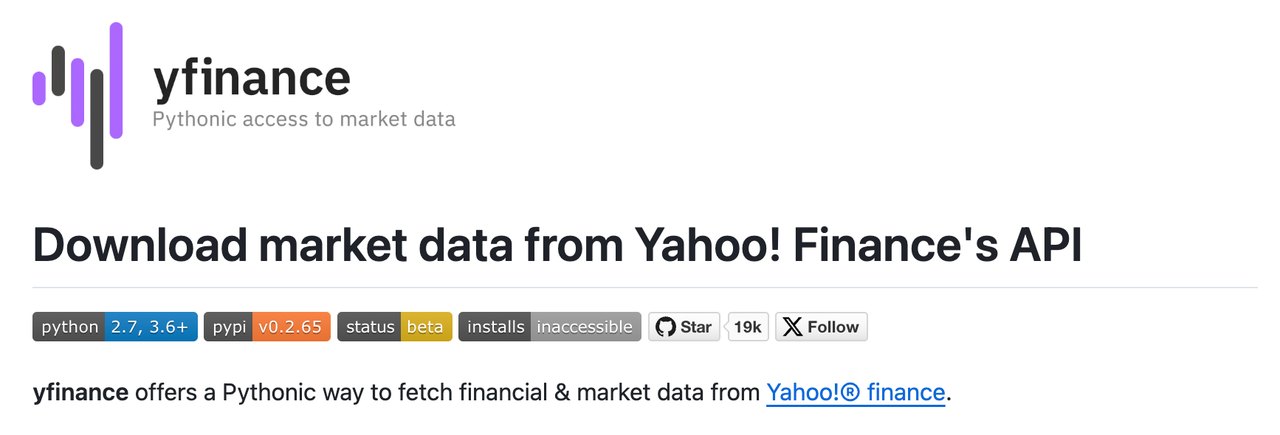 yfinance
Pythonic access to market data
Download market data from Yahoo! Finance's API
python 2.7, 3.6+ pypi v0.2.65 status beta installs inaccessible Star 19k Follow
yfinance offers a Pythonic way to fetch financial & market data from Yahoo!® finance.